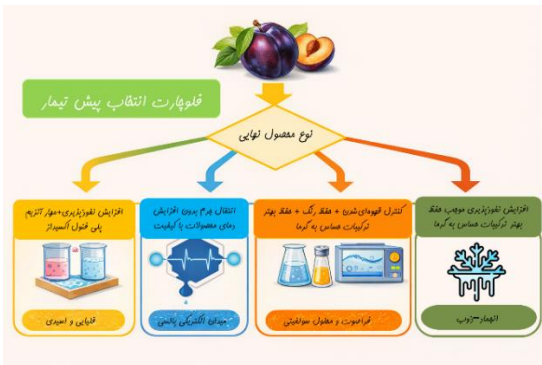 فلوچارت انتخاب پیش تیمار
نوع محصول نهایی
افزایش نفوزپزیری+مهار آنزیم
پلی فنول اکسیداز
قلیایی و اسیدی
انتقال جرم بدون افزایش
دمای محصولات با کیفیت
میدان الکتریکی پالسی
کنترل قهوه‌ای‌شدن + حفظ رنگ + حفظ بهتر
ترکیبات حساس به گرما
فراصوت و محلول سولفیتی
افزایش نفوزپزیری موجب حفظ
بهتر ترکیبات حساس به گرما
انجماد-ذوب